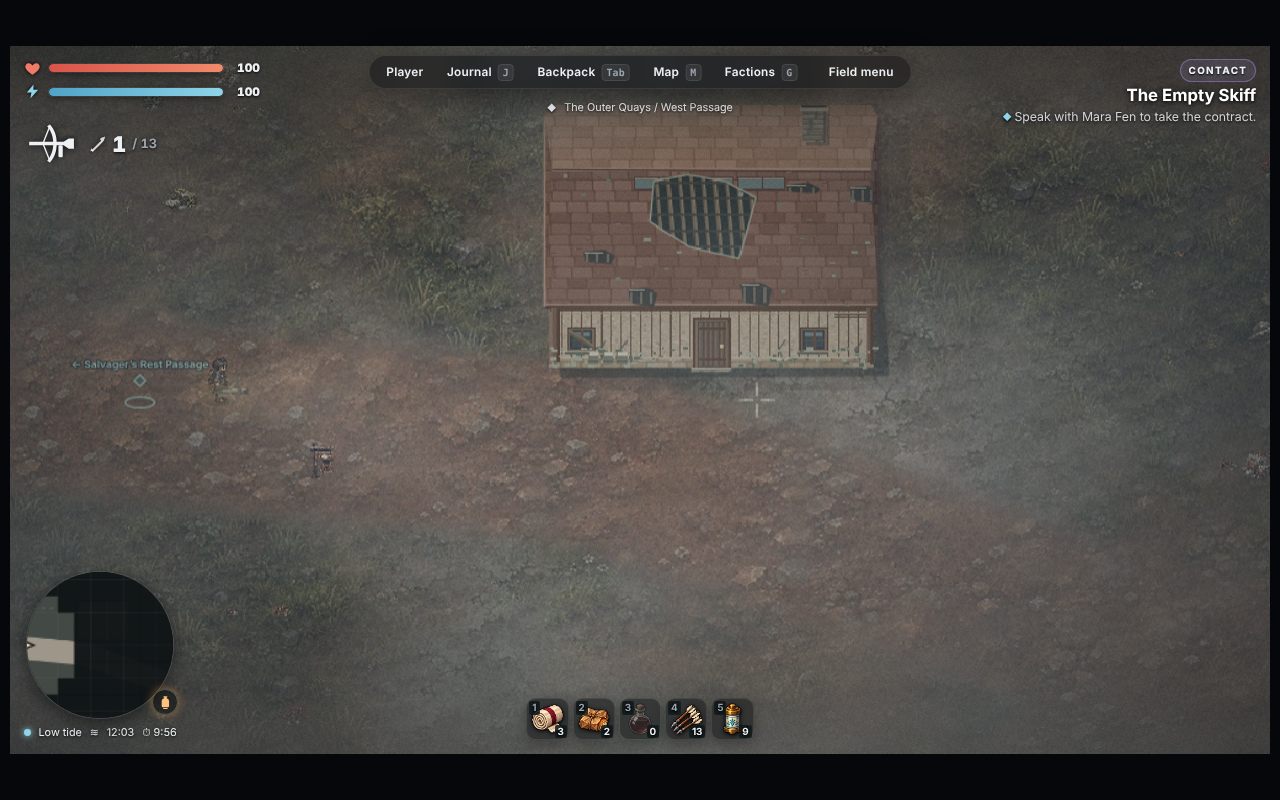 100
100
1 / 13
Player Journal J Backpack Tab Map M Factions G Field menu
The Outer Quays / West Passage
CONTACT
The Empty Skiff
Speak with Mara Fen to take the contract.
← Salvager's Rest Passage
Low tide 12:03 9:56
1 3
2 2
3 0
4 13
5 9